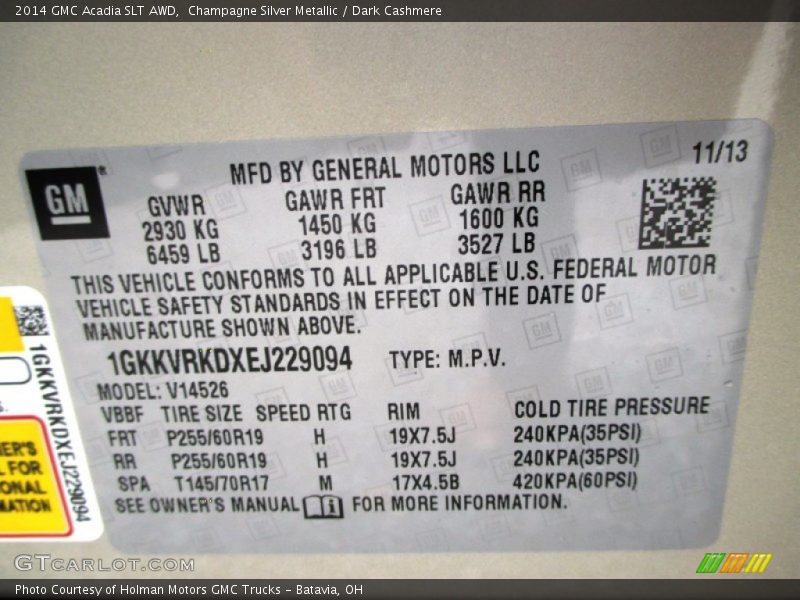 2014 GMC Acadia SLT AWD,  Champagne Silver Metallic / Dark Cashmere
11/13
MFD BY GENERAL MOTORS LLC
GM ®
GVWR GAWR FRT GAWR RR
2930 KG 1450 KG 1600 KG
6459 LB 3196 LB 3527 LB
THIS VEHICLE CONFORMS TO ALL APPLICABLE U.S. FEDERAL MOTOR
VEHICLE SAFETY STANDARDS IN EFFECT ON THE DATE OF
MANUFACTURE SHOWN ABOVE.
1GKKVRKDXEJ229094 TYPE: M.P.V.
MODEL: V14526
VBBF TIRE SIZE SPEED RTG RIM COLD TIRE PRESSURE
FRT P255/60R19 H 19X7.5J 240KPA(35PSI)
RR P255/60R19 H 19X7.5J 240KPA(35PSI)
SPA T145/70R17 M 17X4.5B 420KPA(60PSI)
SEE OWNER'S MANUAL FOR MORE INFORMATION.
1GKKVRKDXEJ229094
NER'S
L FOR
ONAL
MATION
GTCARLOT.COM
Photo Courtesy of Holman Motors GMC Trucks - Batavia, OH